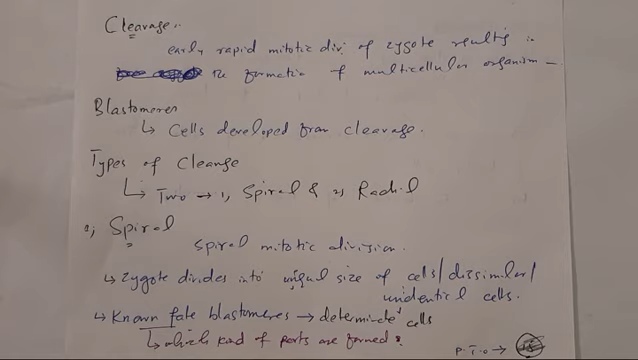 Cleavage :-
early rapid mitotic div. of zygote results in
the formation of multicellular organism -
Blastomeres
↳ Cells developed from cleavage.
Types of Cleavage
↳ Two → 1, Spiral & 2, Radial
1, Spiral
Spiral mitotic division.
↳ Zygote divides into uniqual size of cells/dissimilar/
unidentical cells.
↳ Known fate blastomeres → determinate cells
↳ which kind of parts are formed?
P.T.O →